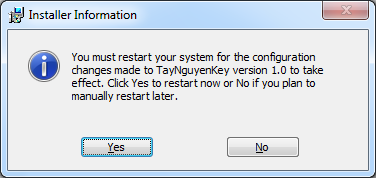 Installer Information
You must restart your system for the configuration
changes made to TayNguyenKey version 1.0 to take
effect. Click Yes to restart now or No if you plan to
manually restart later.
Yes
No